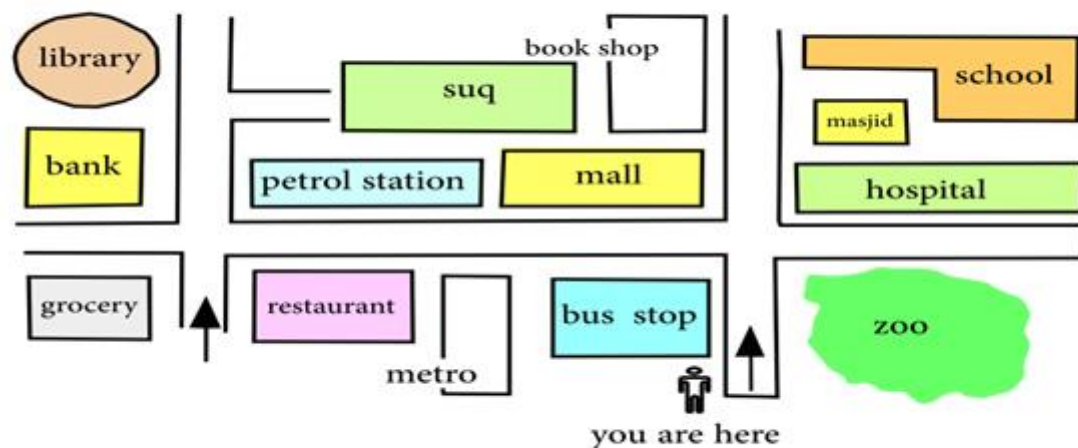 library
book shop
suq
school
masjid
bank
petrol station
mall
hospital
grocery
restaurant
bus stop
zoo
metro
you are here